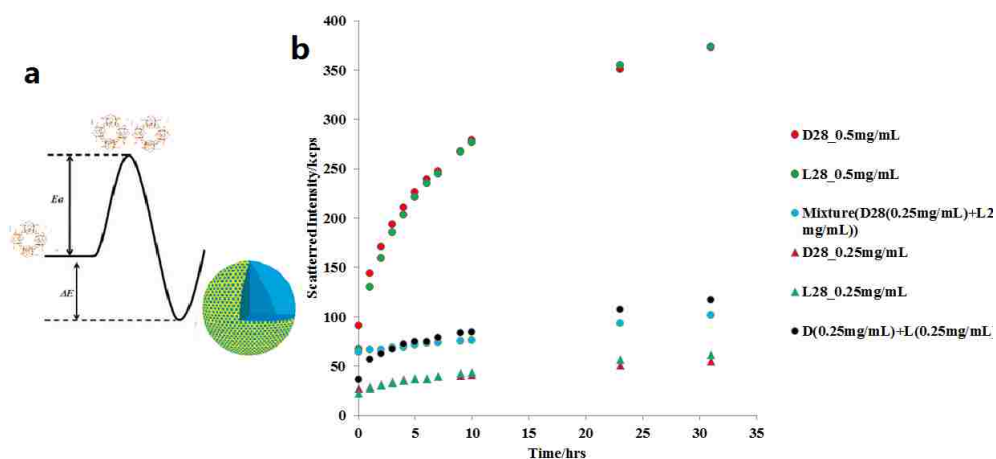 a
Ea
ΔE
b
Scattered Intensity/kcps
400
350
300
250
200
150
100
50
0
0
5
10
15
20
25
30
35
Time/hrs
D28_0.5mg/mL
L28_0.5mg/mL
Mixture(D28(0.25mg/mL)+L2
mg/mL))
D28_0.25mg/mL
L28_0.25mg/mL
D(0.25mg/mL)+L(0.25mg/mL)